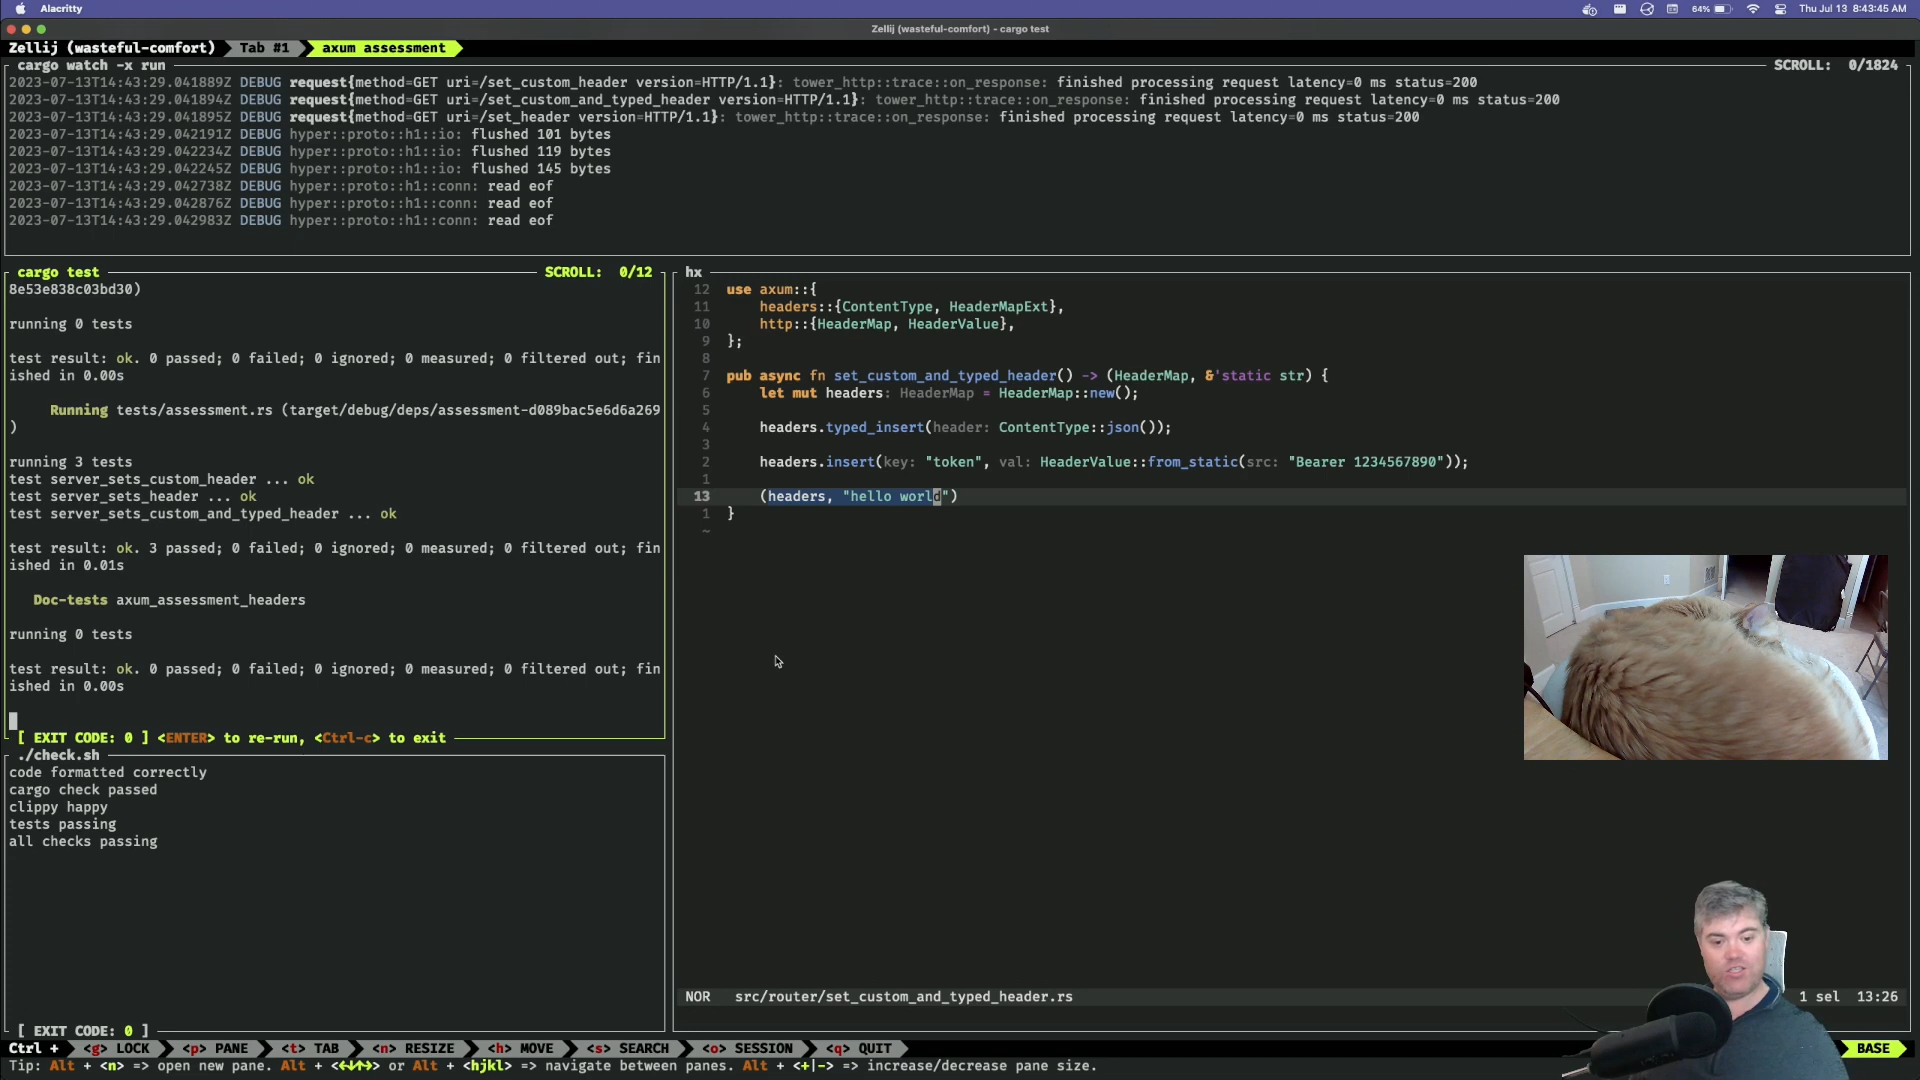 Alacritty
64%
Thu Jul 13 8:43:45 AM
Zellij (wasteful-comfort) - cargo test
Zellij (wasteful-comfort) Tab #1 axum assessment
cargo watch -x run SCROLL: 0/1824
2023-07-13T14:43:29.041889Z DEBUG request{method=GET uri=/set_custom_header version=HTTP/1.1}: tower_http::trace::on_response: finished processing request latency=0 ms status=200
2023-07-13T14:43:29.041894Z DEBUG request{method=GET uri=/set_custom_and_typed_header version=HTTP/1.1}: tower_http::trace::on_response: finished processing request latency=0 ms status=200
2023-07-13T14:43:29.041895Z DEBUG request{method=GET uri=/set_header version=HTTP/1.1}: tower_http::trace::on_response: finished processing request latency=0 ms status=200
2023-07-13T14:43:29.042191Z DEBUG hyper::proto::h1::io: flushed 101 bytes
2023-07-13T14:43:29.042234Z DEBUG hyper::proto::h1::io: flushed 119 bytes
2023-07-13T14:43:29.042245Z DEBUG hyper::proto::h1::io: flushed 145 bytes
2023-07-13T14:43:29.042738Z DEBUG hyper::proto::h1::conn: read eof
2023-07-13T14:43:29.042876Z DEBUG hyper::proto::h1::conn: read eof
2023-07-13T14:43:29.042983Z DEBUG hyper::proto::h1::conn: read eof
cargo test SCROLL: 0/12
8e53e838c03bd30)
running 0 tests
test result: ok. 0 passed; 0 failed; 0 ignored; 0 measured; 0 filtered out; fin
ished in 0.00s
Running tests/assessment.rs (target/debug/deps/assessment-d089bac5e6d6a269
)
running 3 tests
test server_sets_custom_header ... ok
test server_sets_header ... ok
test server_sets_custom_and_typed_header ... ok
test result: ok. 3 passed; 0 failed; 0 ignored; 0 measured; 0 filtered out; fin
ished in 0.01s
Doc-tests axum_assessment_headers
running 0 tests
test result: ok. 0 passed; 0 failed; 0 ignored; 0 measured; 0 filtered out; fin
ished in 0.00s
[ EXIT CODE: 0 ] <ENTER> to re-run, <Ctrl-c> to exit
./check.sh
code formatted correctly
cargo check passed
clippy happy
tests passing
all checks passing
[ EXIT CODE: 0 ]
hx
12 use axum::{
11 headers::{ContentType, HeaderMapExt},
10 http::{HeaderMap, HeaderValue},
9 };
8
7 pub async fn set_custom_and_typed_header() -> (HeaderMap, &'static str) {
6 let mut headers: HeaderMap = HeaderMap::new();
5
4 headers.typed_insert(header: ContentType::json());
3
2 headers.insert(key: "token", val: HeaderValue::from_static(src: "Bearer 1234567890"));
1
13 (headers, "hello world")
1 }
~
NOR src/router/set_custom_and_typed_header.rs 1 sel 13:26
Ctrl + <g> LOCK <p> PANE <t> TAB <n> RESIZE <h> MOVE <s> SEARCH <o> SESSION <q> QUIT BASE
Tip: Alt + <n> => open new pane. Alt + <←↓↑→> or Alt + <hjkl> => navigate between panes. Alt + <+|-> => increase/decrease pane size.